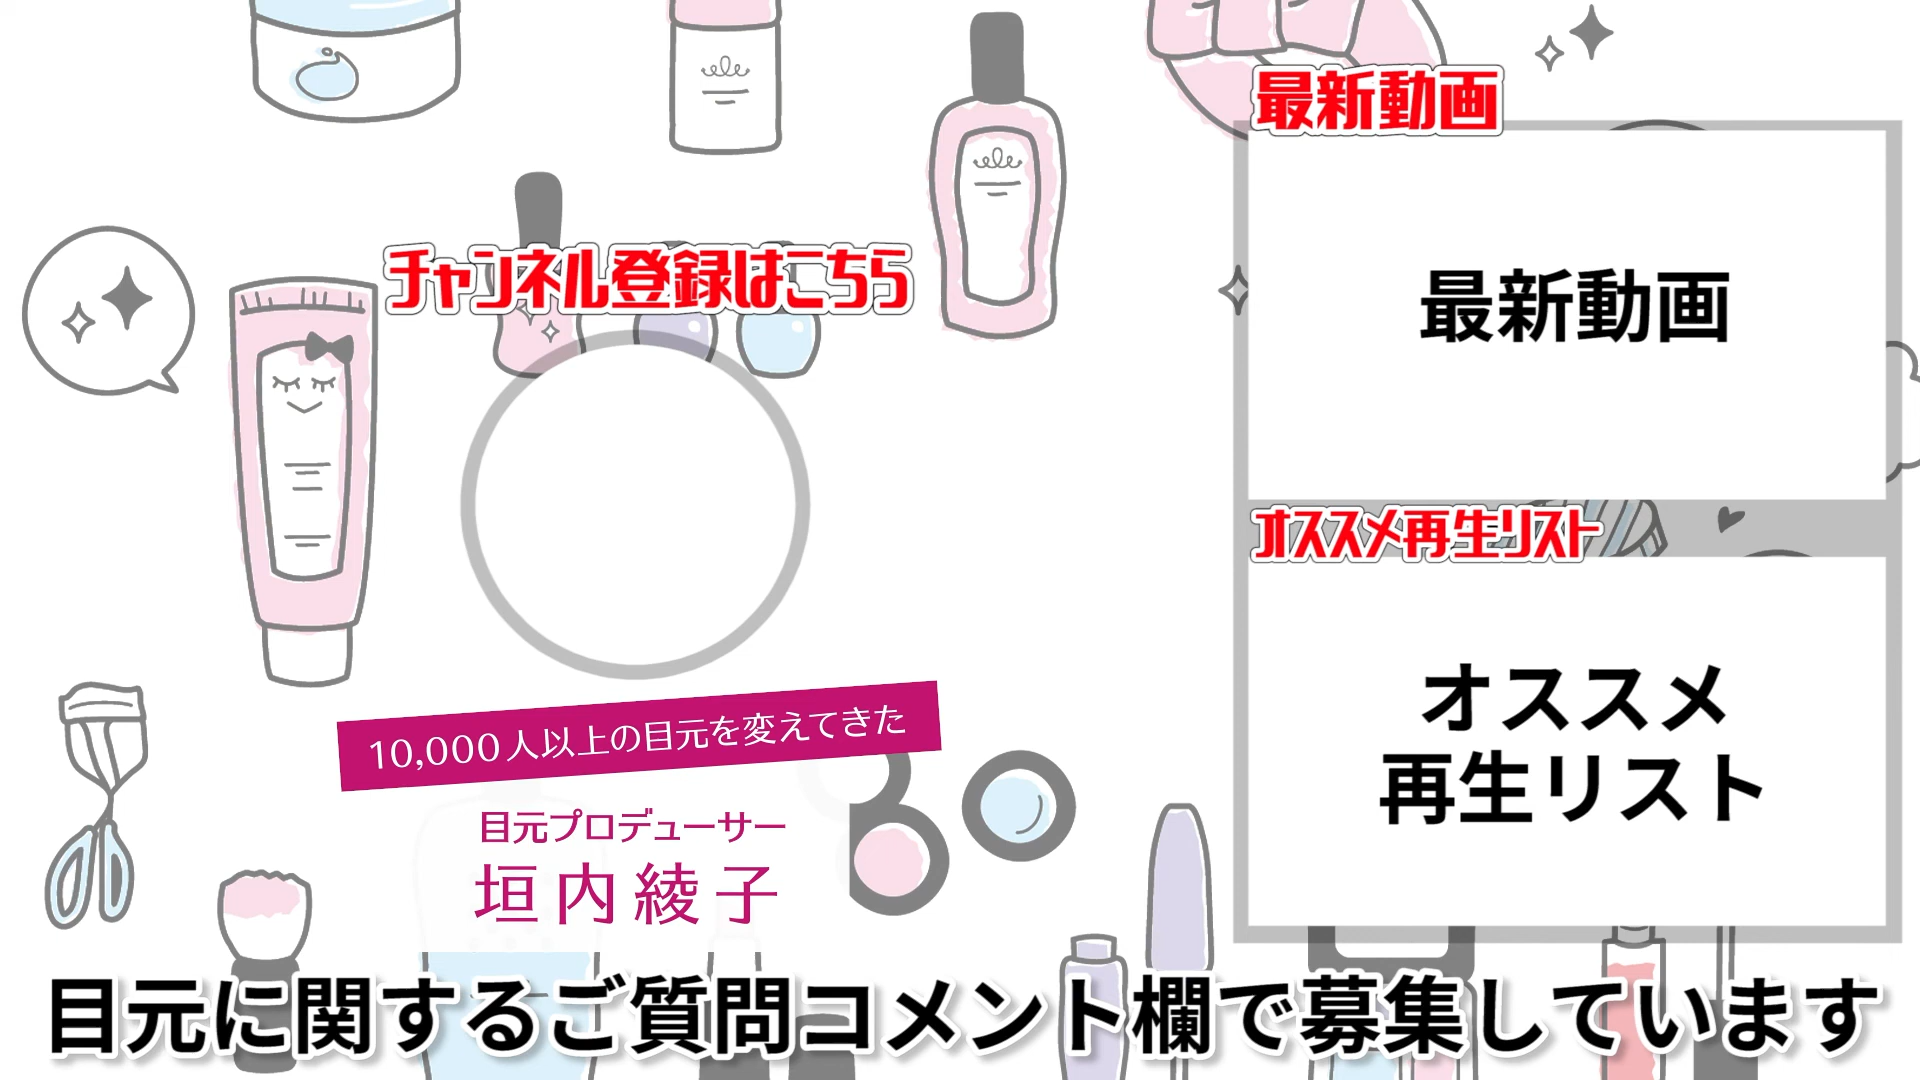 最新動画
最新動画
チャンネル登録はこちら
オススメ再生リスト
オススメ
再生リスト
10,000人以上の目元を変えてきた
目元プロデューサー
垣内綾子
目元に関するご質問コメント欄で募集しています